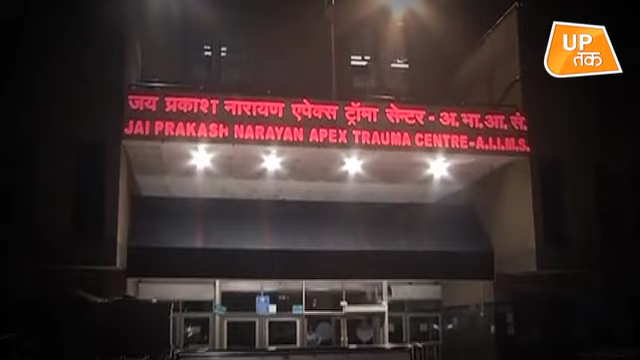 UP
तक
जय प्रकाश नारायण एपेक्स ट्रॉमा सेन्टर - अ.भा.आ.सं.
JAI PRAKASH NARAYAN APEX TRAUMA CENTRE-A.I.I.M.S.